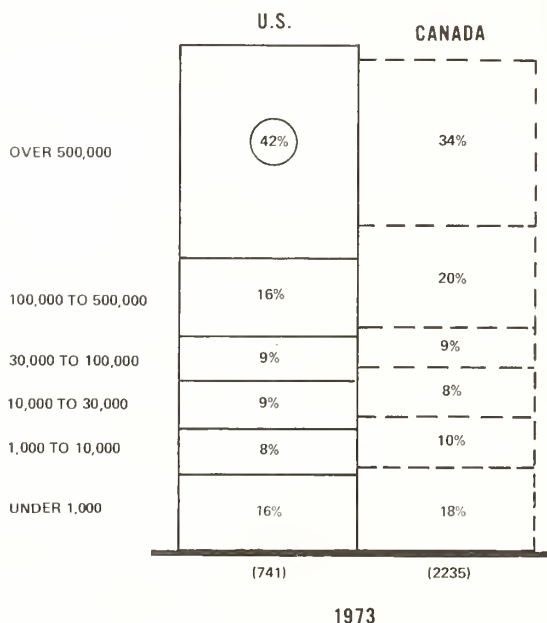 U.S.
CANADA
OVER 500,000
42%
34%
100,000 TO 500,000
16%
20%
30,000 TO 100,000
9%
9%
10,000 TO 30,000
9%
8%
1,000 TO 10,000
8%
10%
UNDER 1,000
16%
18%
(741)
(2235)
1973